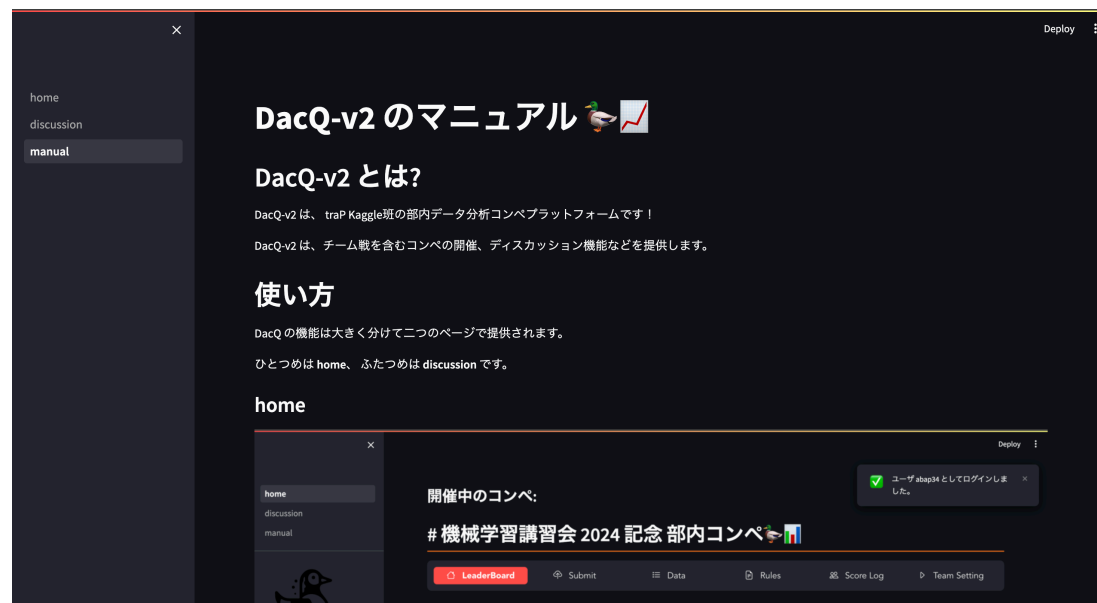 Deploy
home
discussion
manual
DacQ-v2 のマニュアル
DacQ-v2 とは?
DacQ-v2 は、 traP Kaggle班の部内データ分析コンペプラットフォームです！
DacQ-v2 は、チーム戦を含むコンペの開催、ディスカッション機能などを提供します。
使い方
DacQ の機能は大きく分けて二つのページで提供されます。
ひとつめは home、 ふたつめは discussion です。
home
Deploy
ユーザ abap34 としてログインしま
した。
home
discussion
manual
開催中のコンペ:
# 機械学習講習会 2024 記念 部内コンペ
LeaderBoard
Submit
Data
Rules
Score Log
Team Setting